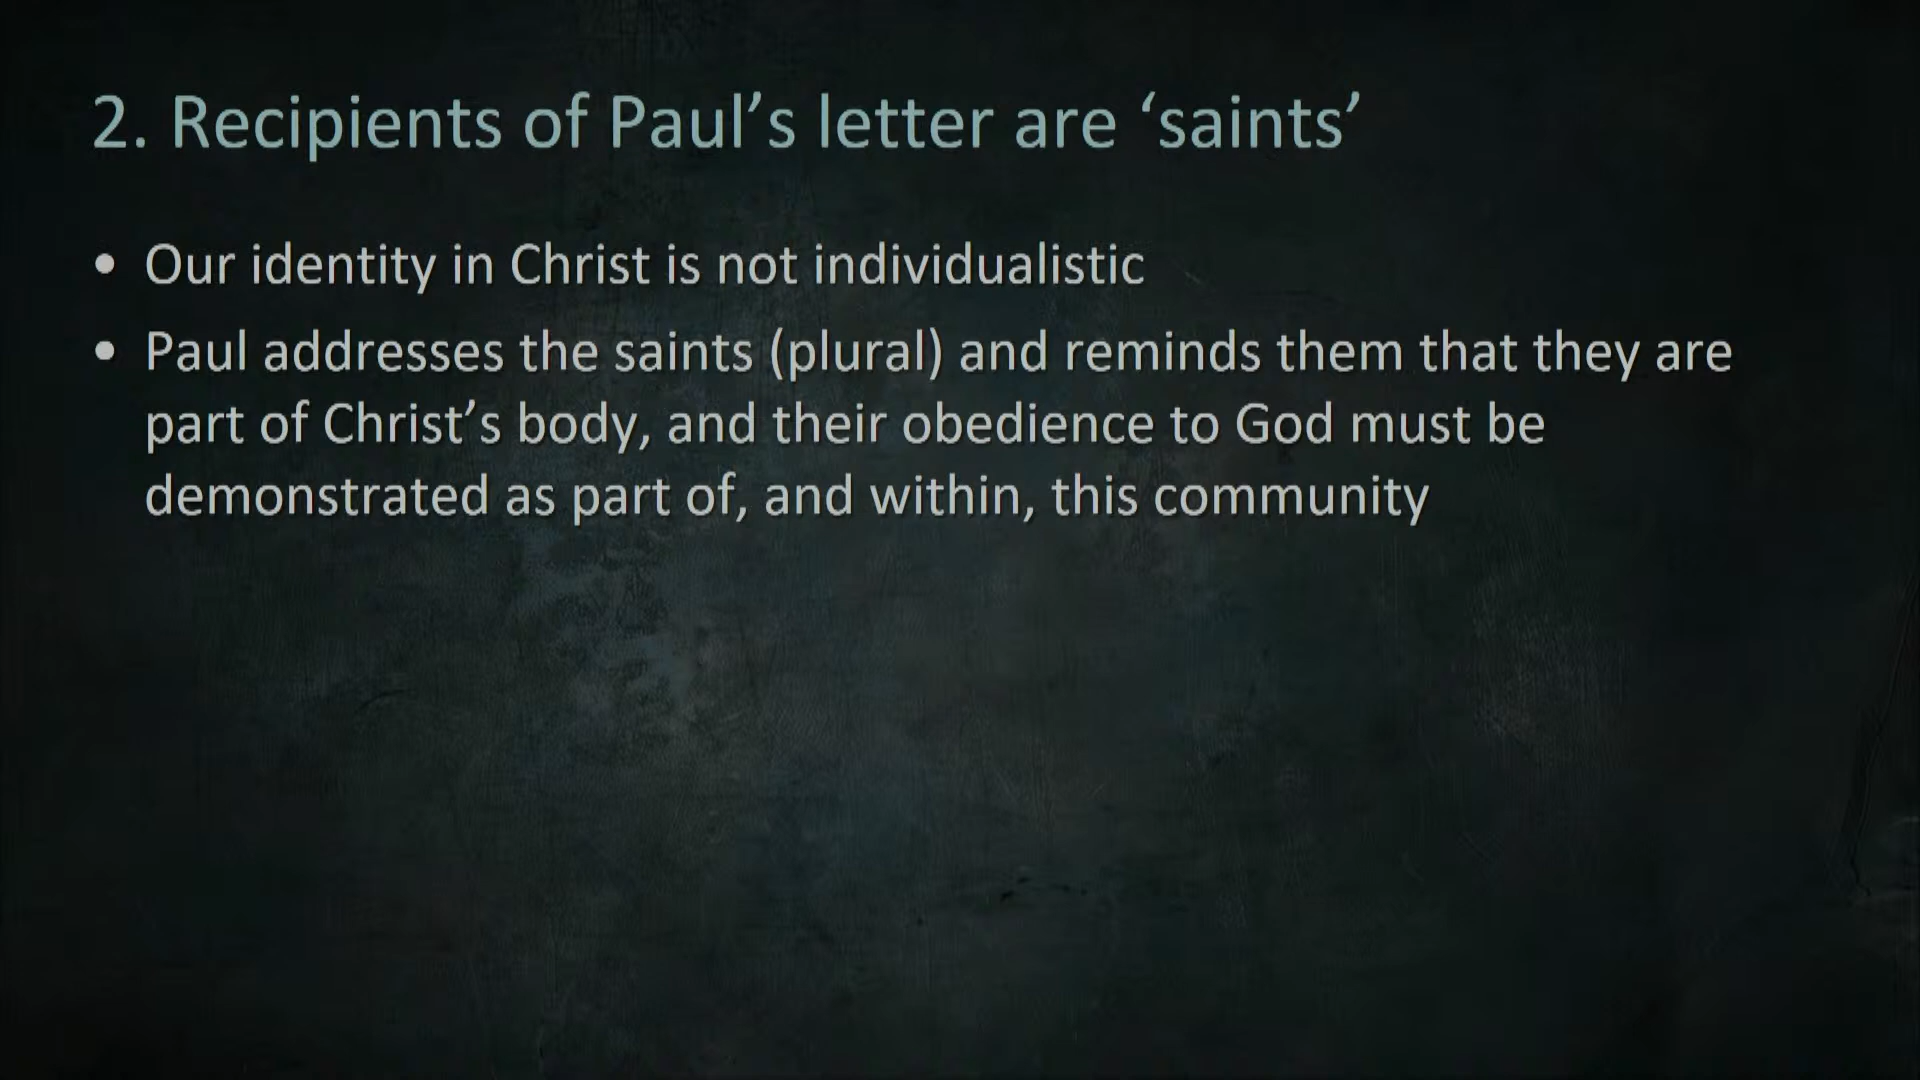 2. Recipients of Paul’s letter are ‘saints’
• Our identity in Christ is not individualistic
• Paul addresses the saints (plural) and reminds them that they are
part of Christ’s body, and their obedience to God must be
demonstrated as part of, and within, this community